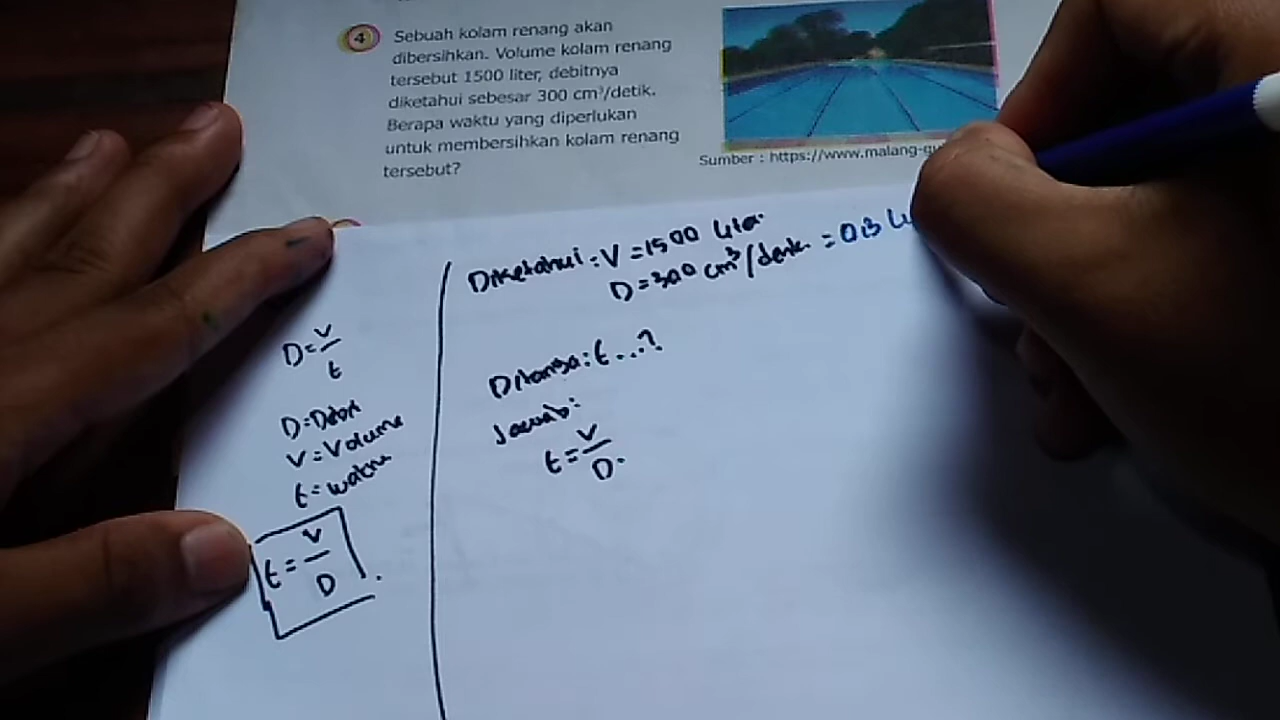 4 Sebuah kolam renang akan
dibersihkan. Volume kolam renang
tersebut 1500 liter, debitnya
diketahui sebesar 300 cm³/detik.
Berapa waktu yang diperlukan
untuk membersihkan kolam renang
tersebut?
Sumber : https://www.malang-gu
Diketahui: V = 1500 liter
D = 300 cm³/detik = 0,3
Ditanya: t...?
Jawab:
t = V/D.
D = V/t
D = Debit
V = Volume
t = waktu
t = V/D.